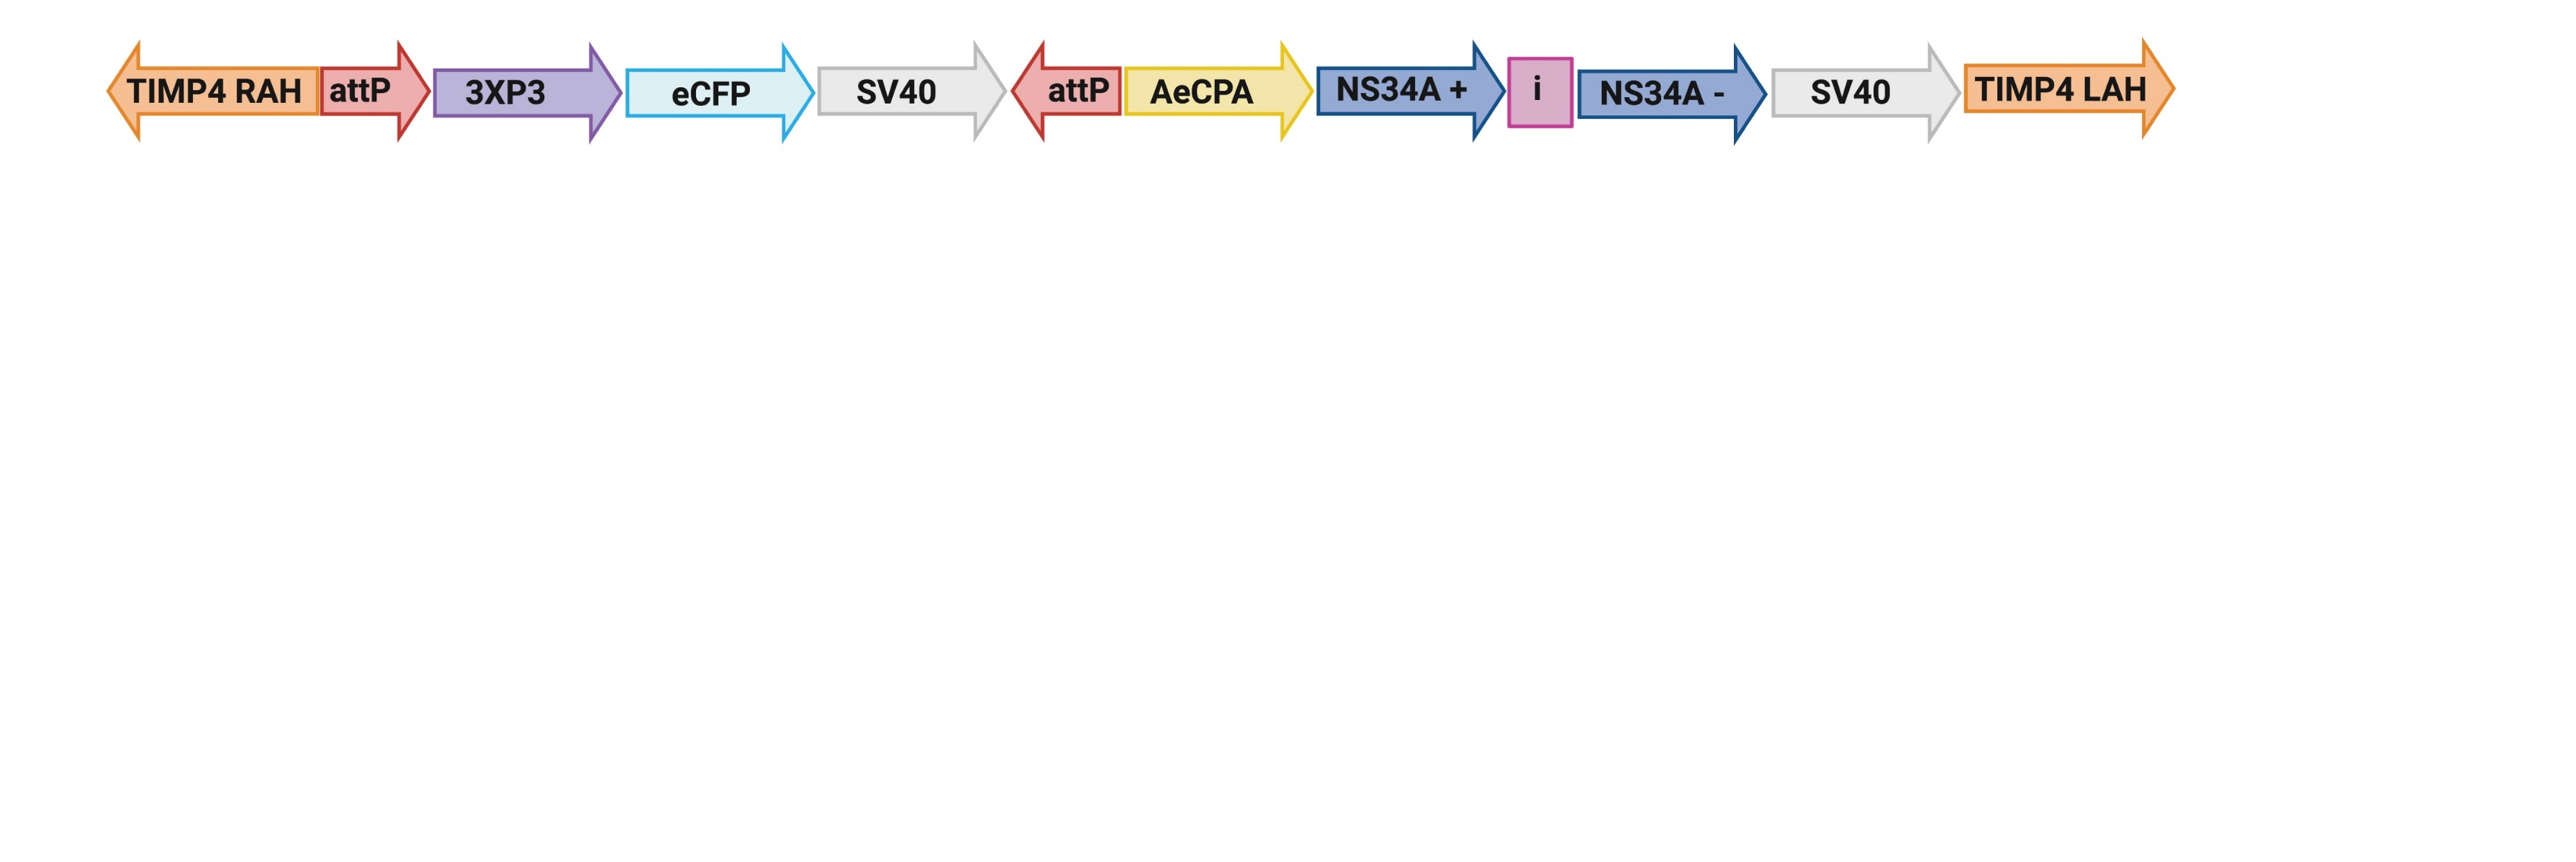 TIMP4 RAH attP 3XP3 eCFP SV40 attP AeCPA NS34A + i NS34A - SV40 TIMP4 LAH